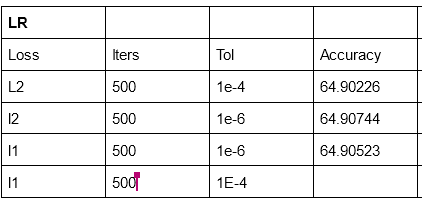 LR
Loss Iters Tol Accuracy
L2 500 1e-4 64.90226
l2 500 1e-6 64.90744
l1 500 1e-6 64.90523
l1 500 1E-4